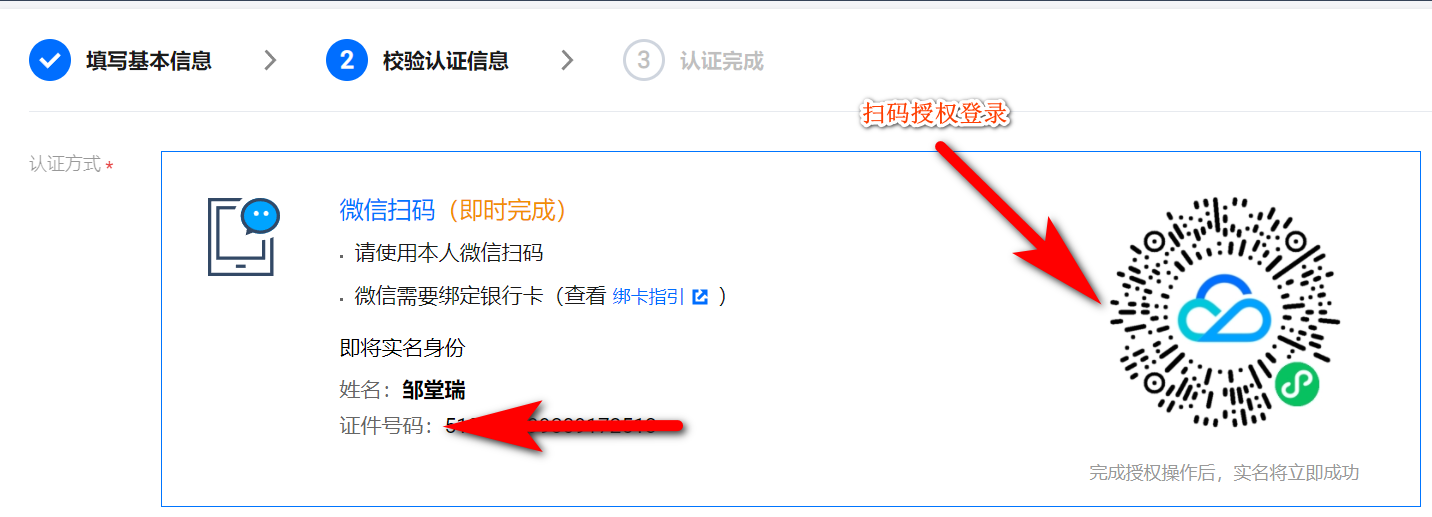 填写基本信息
2 校验认证信息
3 认证完成
扫码授权登录
认证方式 *
微信扫码（即时完成）
· 请使用本人微信扫码
· 微信需要绑定银行卡（查看 绑卡指引 ）
即将实名身份
姓名：邹堂瑞
证件号码：
完成授权操作后，实名将立即成功